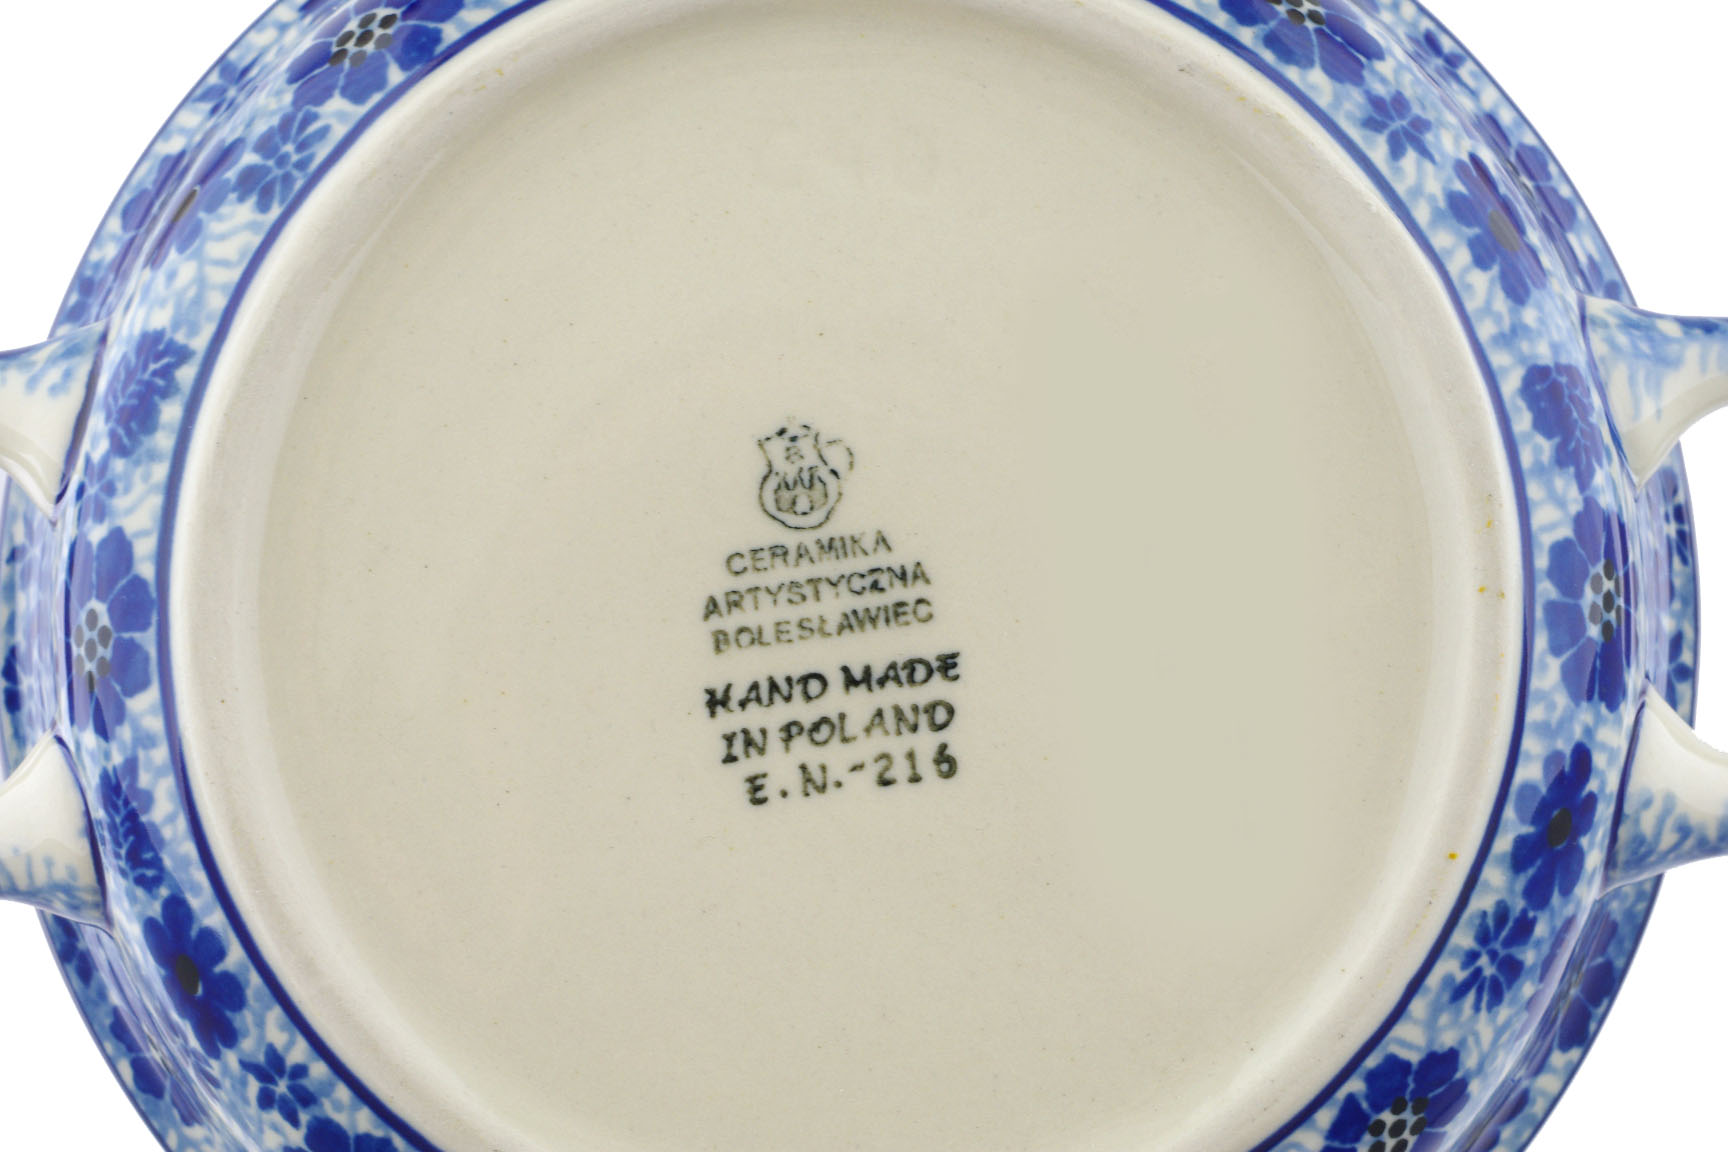 CERAMIKA
ARTYSTYCZNA
BOLESŁAWIEC
HAND MADE
IN POLAND
E.N.-216